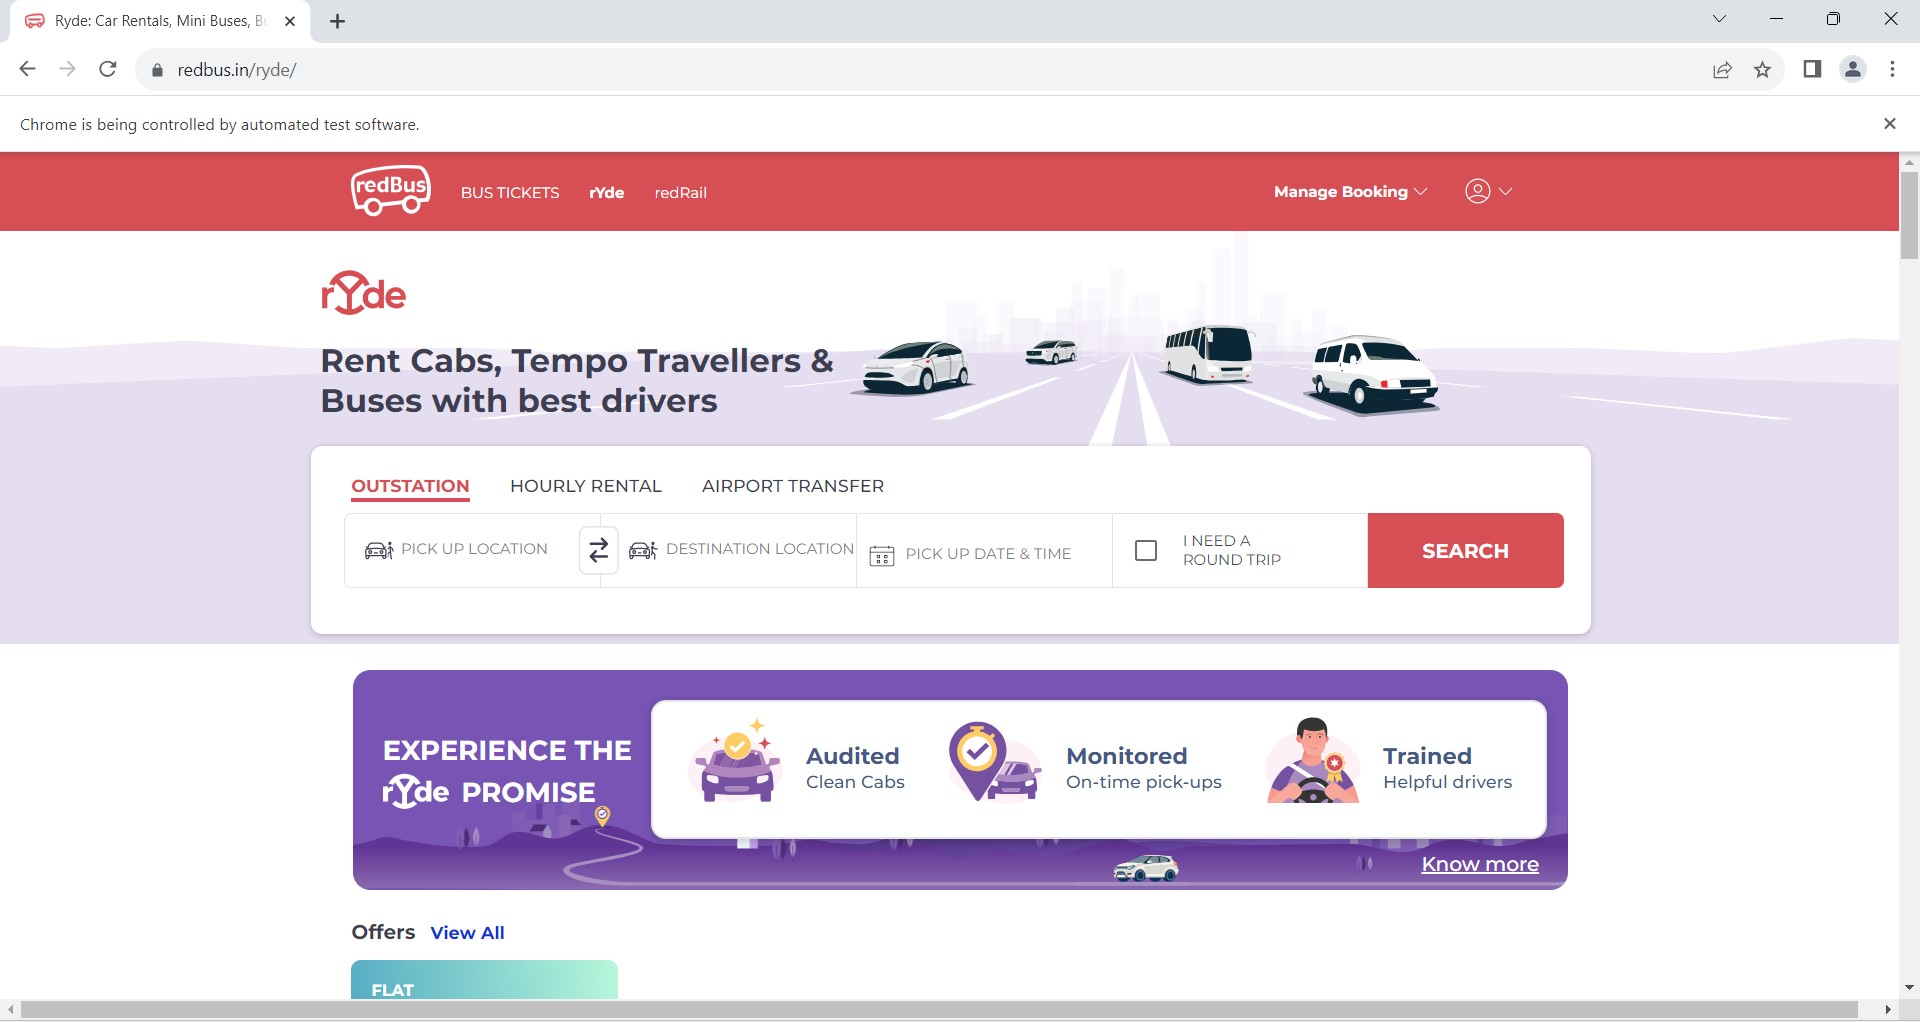 Ryde: Car Rentals, Mini Buses, B
redbus.in/ryde/
Chrome is being controlled by automated test software.
redBus
BUS TICKETS
rYde
redRail
Manage Booking
rYde
Rent Cabs, Tempo Travellers &
Buses with best drivers
OUTSTATION
HOURLY RENTAL
AIRPORT TRANSFER
PICK UP LOCATION
DESTINATION LOCATION
PICK UP DATE & TIME
I NEED A
ROUND TRIP
SEARCH
EXPERIENCE THE
rYde PROMISE
Audited
Clean Cabs
Monitored
On-time pick-ups
Trained
Helpful drivers
Know more
Offers View All
FLAT